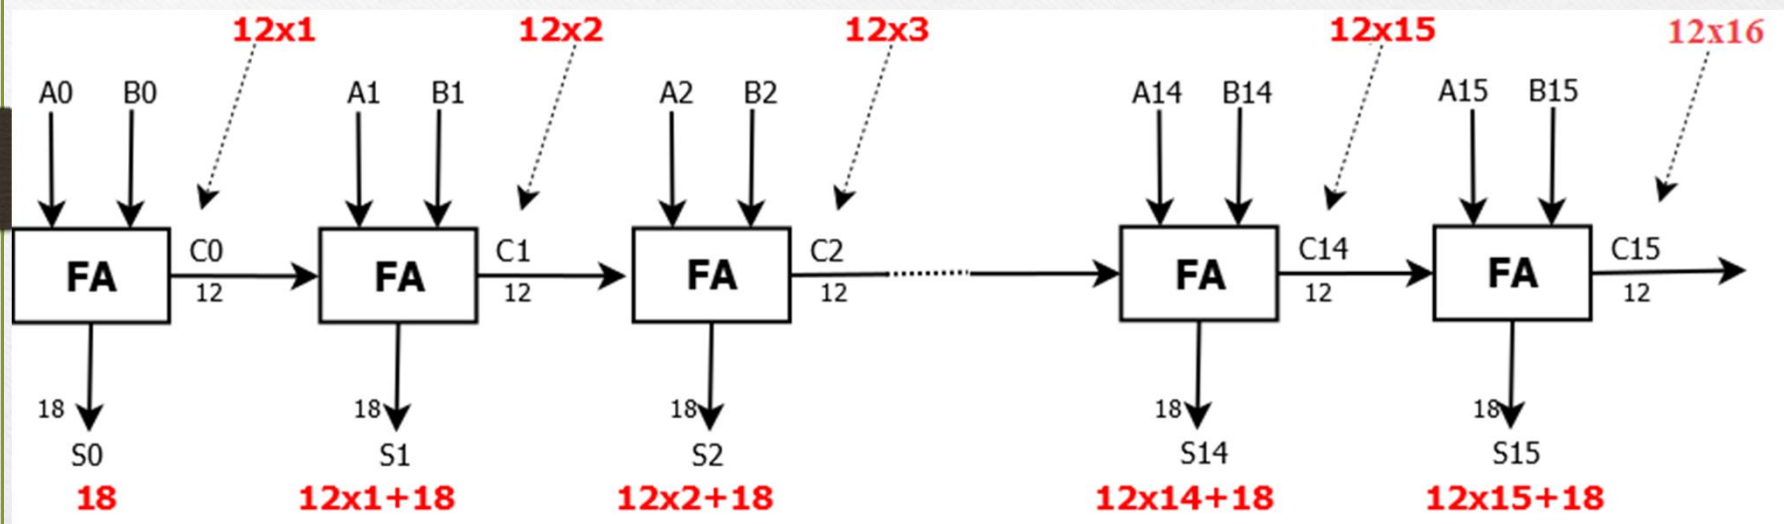 12x1 12x2 12x3 12x15 12x16
A0 B0 A1 B1 A2 B2 A14 B14 A15 B15
C0 C1 C2 C14 C15
FA FA FA FA FA
12 12 12 12 12
18 18 18 18 18
S0 S1 S2 S14 S15
18 12x1+18 12x2+18 12x14+18 12x15+18